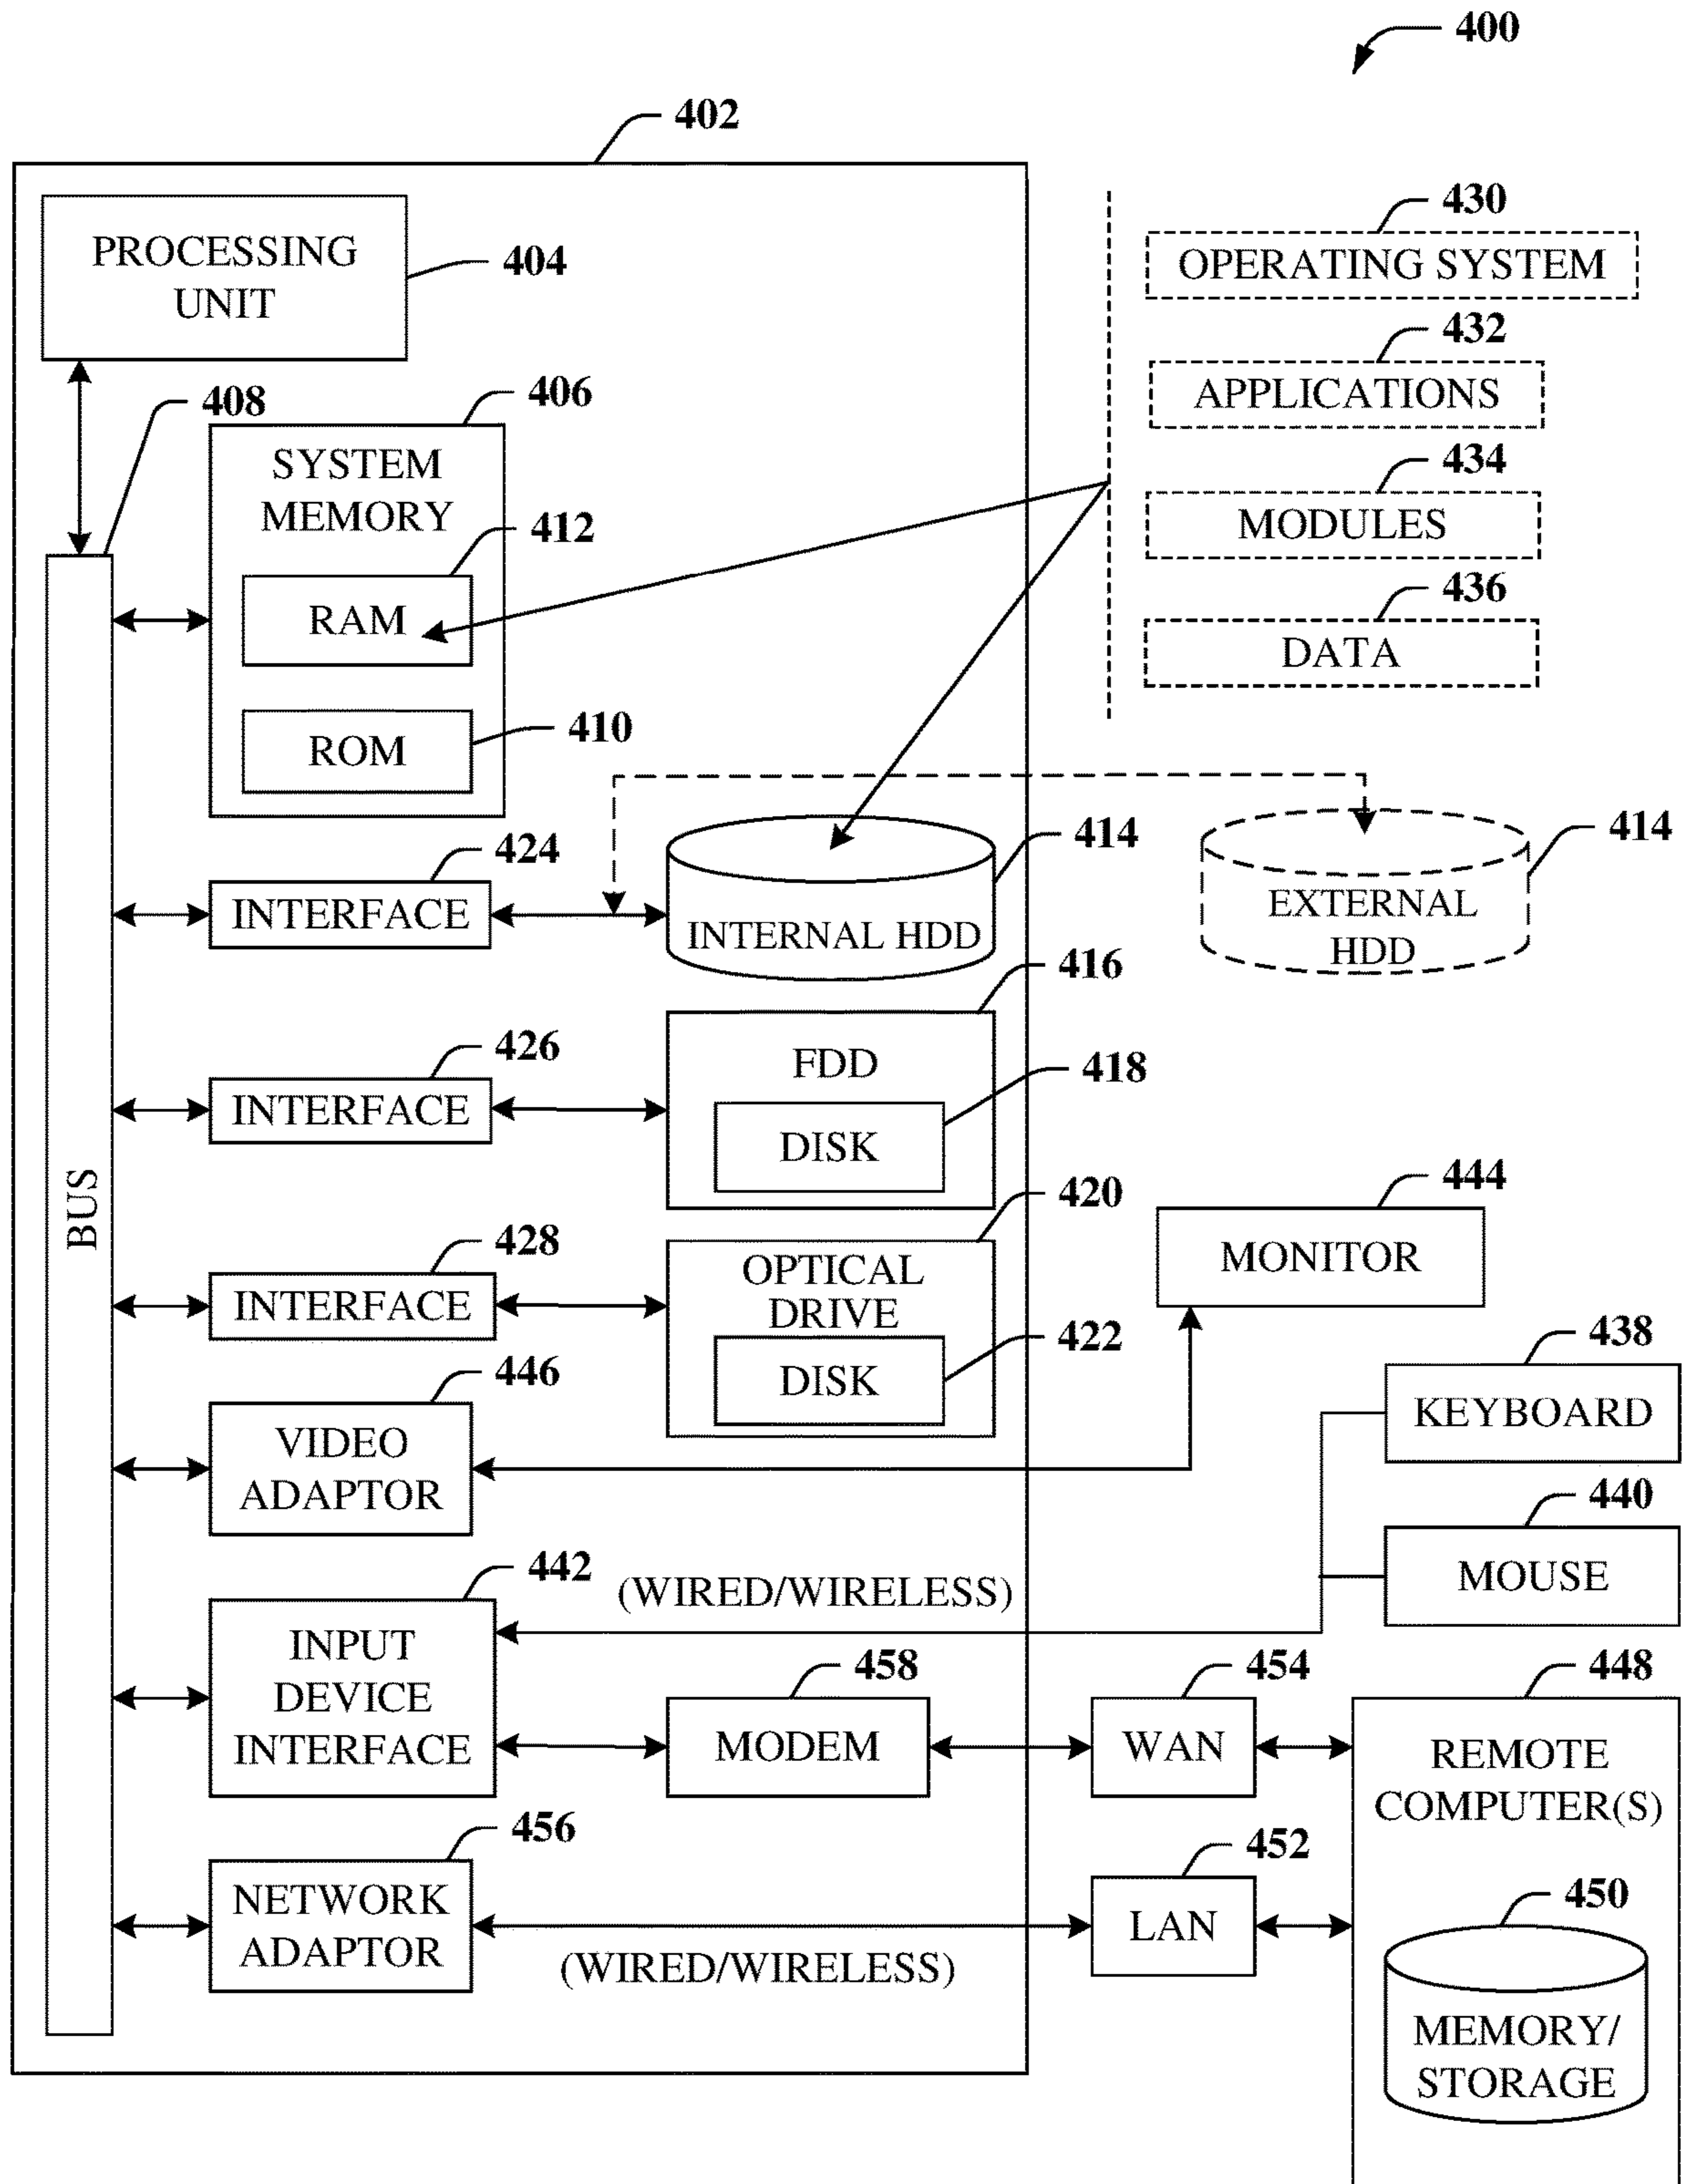 400
402
PROCESSING
UNIT
404
430
OPERATING SYSTEM
432
APPLICATIONS
434
MODULES
436
DATA
408
406
SYSTEM
MEMORY
412
RAM
410
ROM
424
INTERFACE
414
INTERNAL HDD
414
EXTERNAL
HDD
416
FDD
426
INTERFACE
418
DISK
BUS
420
OPTICAL
DRIVE
428
INTERFACE
422
DISK
444
MONITOR
446
VIDEO
ADAPTOR
438
KEYBOARD
440
MOUSE
442
(WIRED/WIRELESS)
INPUT
DEVICE
INTERFACE
458
MODEM
454
WAN
448
REMOTE
COMPUTER(S)
456
NETWORK
ADAPTOR
(WIRED/WIRELESS)
452
LAN
450
MEMORY/
STORAGE